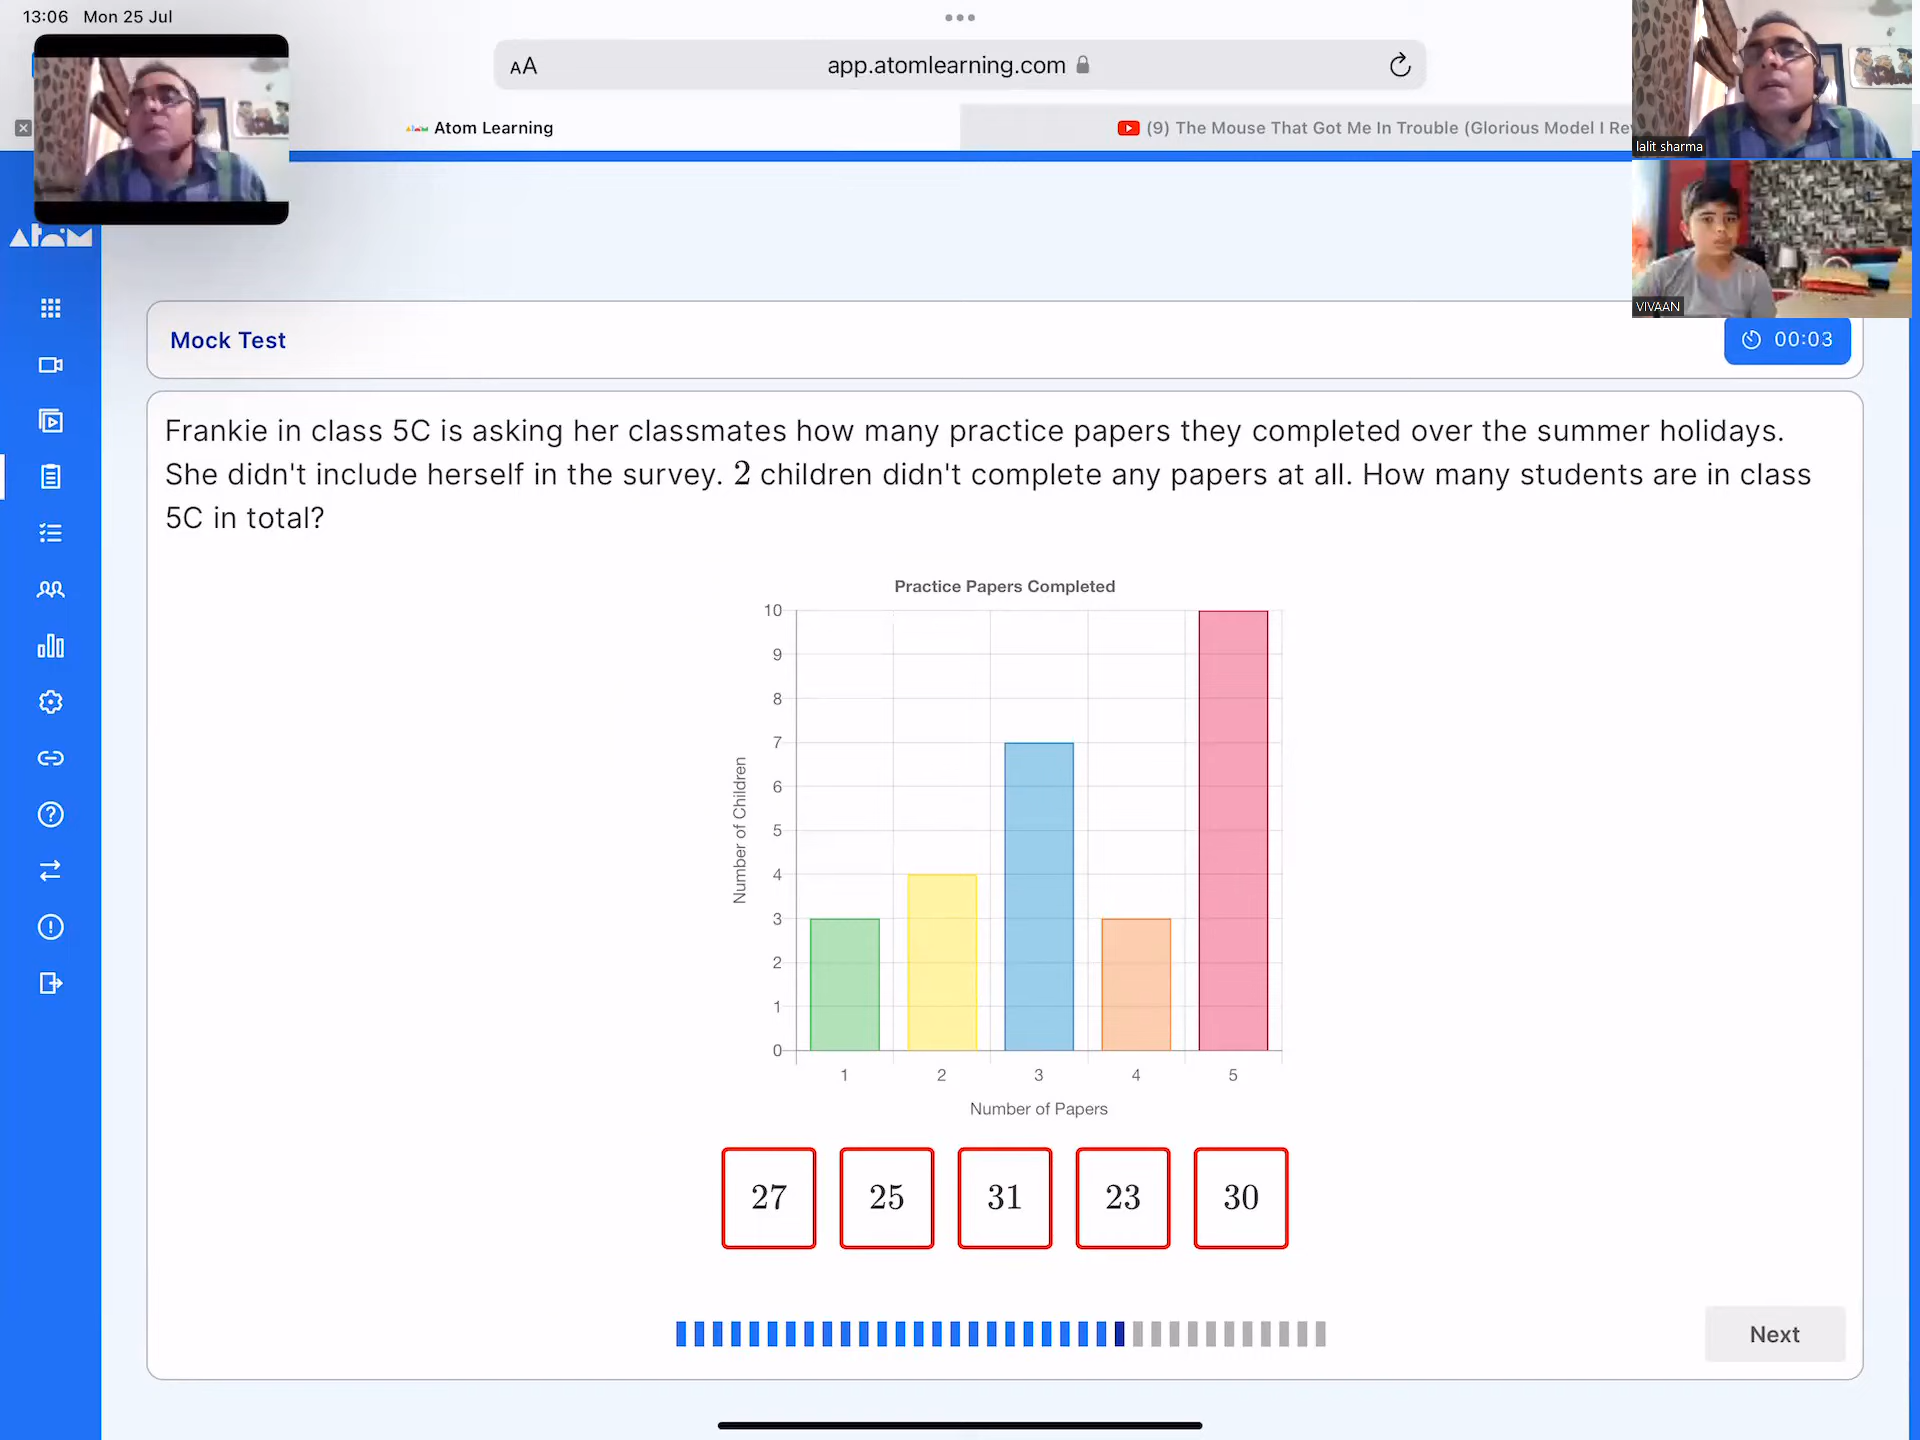 13:06 Mon 25 Jul
AA
app.atomlearning.com
Atom Learning
(9) The Mouse That Got Me In Trouble (Glorious Model I Re
lalit sharma
VIVAAN
Atom
Mock Test
00:03
Frankie in class 5C is asking her classmates how many practice papers they completed over the summer holidays.
She didn't include herself in the survey. 2 children didn't complete any papers at all. How many students are in class
5C in total?
Practice Papers Completed
10
9
8
7
6
5
4
3
2
1
0
Number of Children
1 2 3 4 5
Number of Papers
27 25 31 23 30
Next